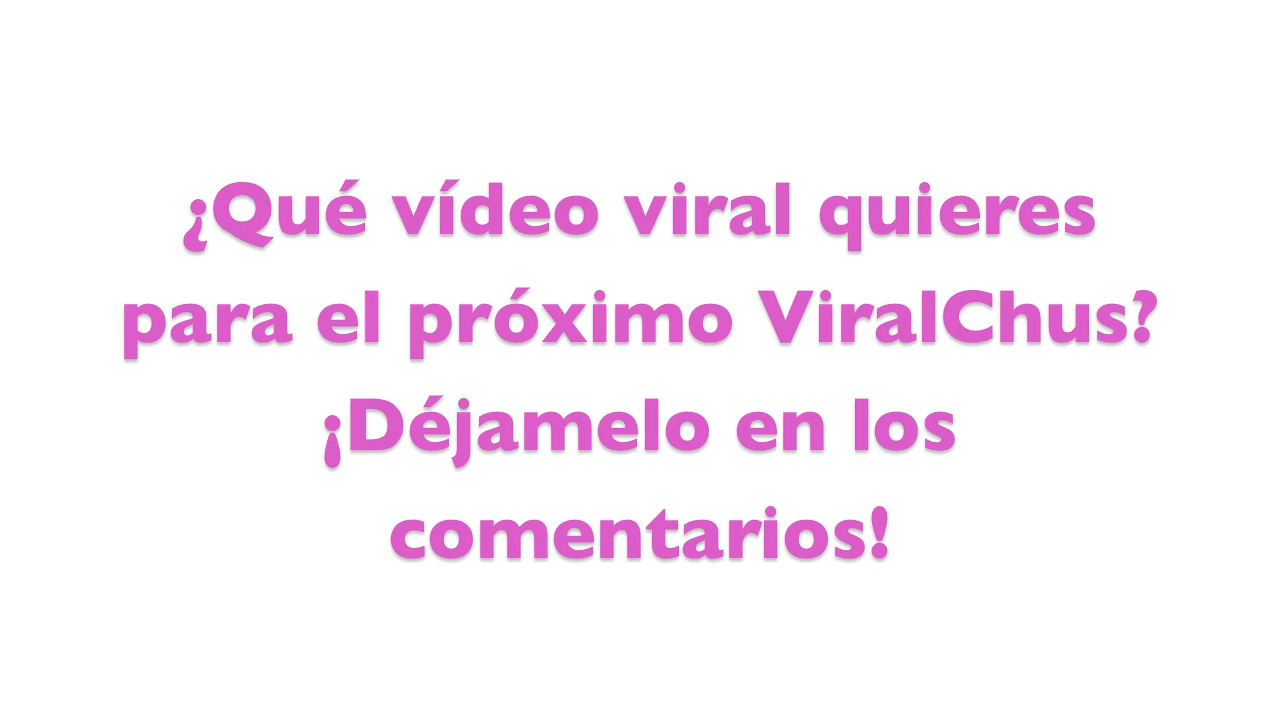 ¿Qué vídeo viral quieres
para el próximo ViralChus?
¡Déjamelo en los
comentarios!